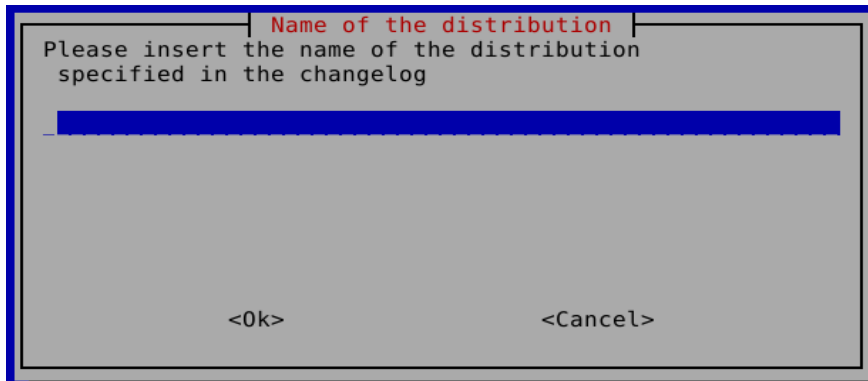 Name of the distribution
Please insert the name of the distribution
specified in the changelog
<Ok> <Cancel>